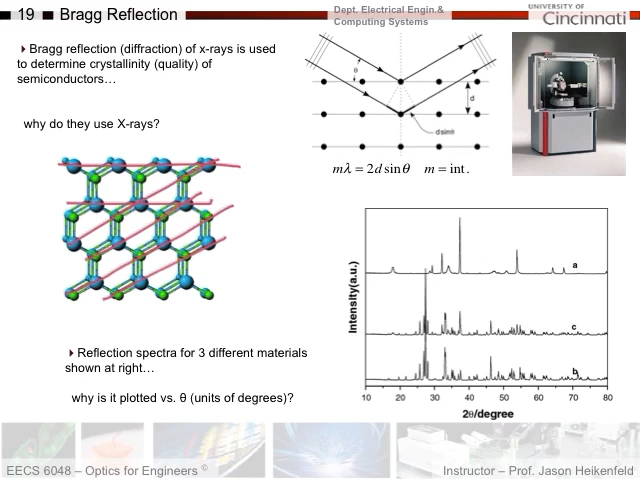 19 Bragg Reflection
Dept. Electrical Engin.&
Computing Systems
UNIVERSITY OF
Cincinnati
Bragg reflection (diffraction) of x-rays is used
to determine crystallinity (quality) of
semiconductors…
why do they use X-rays?
θ
d
d sinθ
mλ = 2d sin θ m = int.
Intensity(a.u.)
a
c
b
10 20 30 40 50 60 70 80
2θ/degree
Reflection spectra for 3 different materials
shown at right…
why is it plotted vs. θ (units of degrees)?
EECS 6048 – Optics for Engineers ©
Instructor – Prof. Jason Heikenfeld